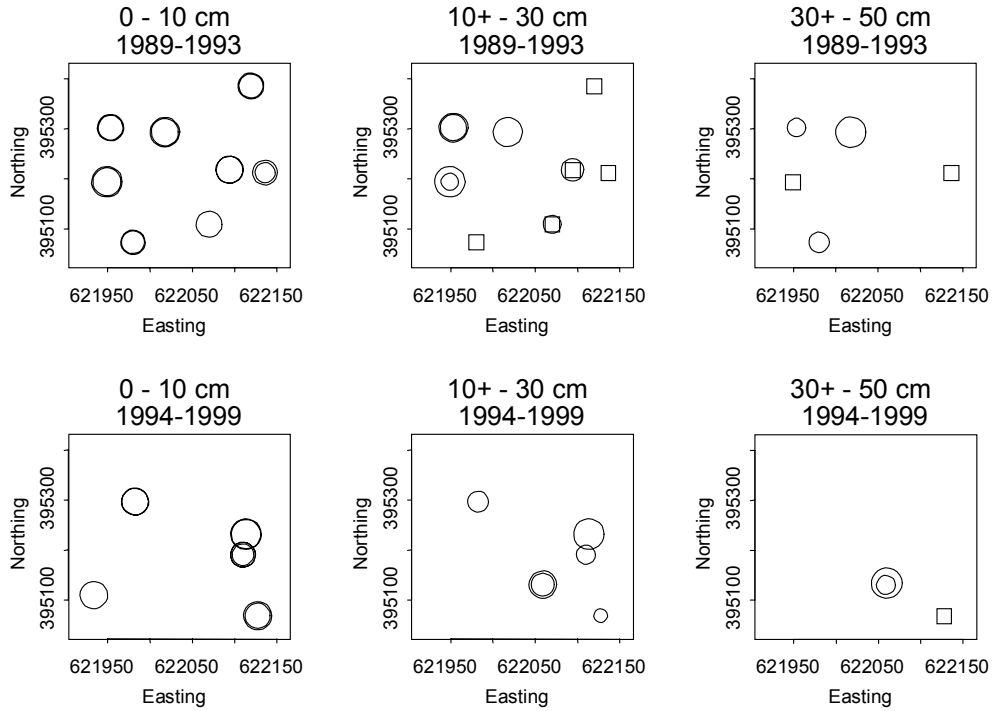 0 - 10 cm
1989-1993
Northing
395300
395100
621950 622050 622150
Easting
10+ - 30 cm
1989-1993
Northing
395300
395100
621950 622050 622150
Easting
30+ - 50 cm
1989-1993
Northing
395300
395100
621950 622050 622150
Easting
0 - 10 cm
1994-1999
Northing
395300
395100
621950 622050 622150
Easting
10+ - 30 cm
1994-1999
Northing
395300
395100
621950 622050 622150
Easting
30+ - 50 cm
1994-1999
Northing
395300
395100
621950 622050 622150
Easting